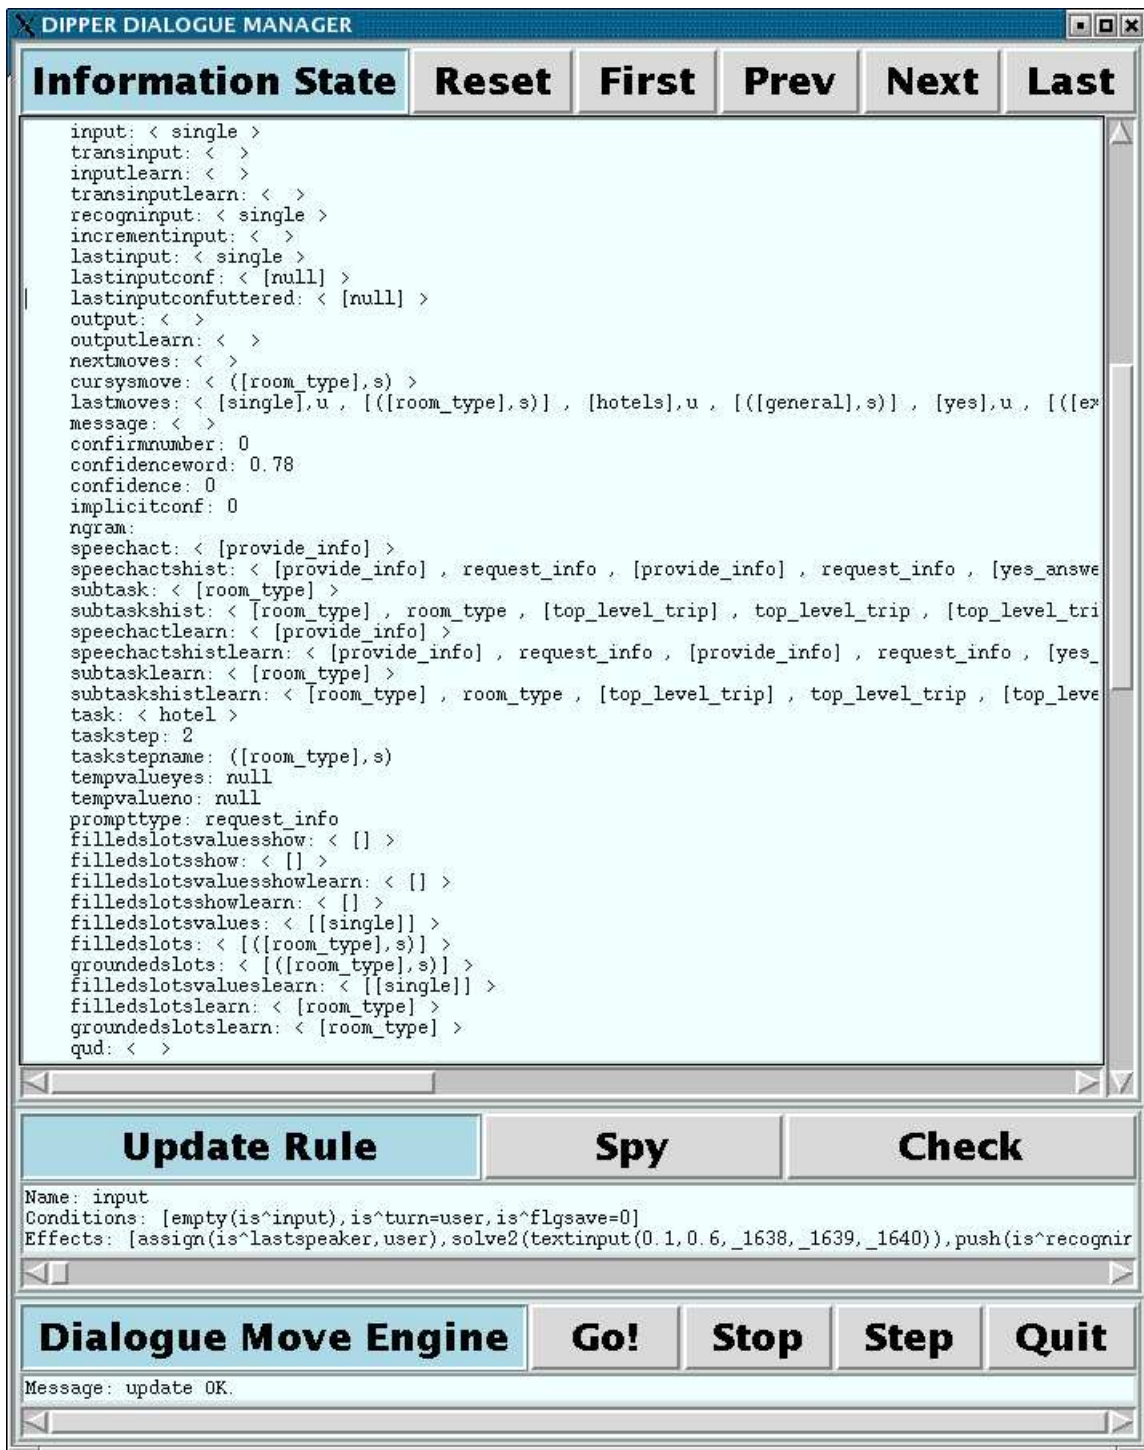 DIPPER DIALOGUE MANAGER
Information State Reset First Prev Next Last
input: < single >
transinput: <  >
inputlearn: <  >
transinputlearn: <  >
recogninput: < single >
incrementinput: <  >
lastinput: < single >
lastinputconf: < [null] >
lastinputconfuttered: < [null] >
output: <  >
outputlearn: <  >
nextmoves: <  >
cursysmove: < ([room_type],s) >
lastmoves: < [single],u , [([room_type],s)] , [hotels],u , [([general],s)] , [yes],u , [([ex
message: <  >
confirmnumber: 0
confidenceword: 0.78
confidence: 0
implicitconf: 0
ngram:
speechact: < [provide_info] >
speechactshist: < [provide_info] , request_info , [provide_info] , request_info , [yes_answe
subtask: < [room_type] >
subtaskshist: < [room_type] , room_type , [top_level_trip] , top_level_trip , [top_level_tri
speechactlearn: < [provide_info] >
speechactshistlearn: < [provide_info] , request_info , [provide_info] , request_info , [yes_
subtasklearn: < [room_type] >
subtaskshistlearn: < [room_type] , room_type , [top_level_trip] , top_level_trip , [top_leve
task: < hotel >
taskstep: 2
taskstepname: ([room_type],s)
tempvalueyes: null
tempvalueno: null
prompttype: request_info
filledslotsvaluesshow: < [] >
filledslotsshow: < [] >
filledslotsvaluesshowlearn: < [] >
filledslotsshowlearn: < [] >
filledslotsvalues: < [[single]] >
filledslots: < [([room_type],s)] >
groundedslots: < [([room_type],s)] >
filledslotsvalueslearn: < [[single]] >
filledslotslearn: < [room_type] >
groundedslotslearn: < [room_type] >
qud: <  >
Update Rule Spy Check
Name: input
Conditions: [empty(is^input),is^turn=user,is^flgsave=0]
Effects: [assign(is^lastspeaker,user),solve2(textinput(0.1,0.6,_1638,_1639,_1640)),push(is^recognir
Dialogue Move Engine Go! Stop Step Quit
Message: update OK.